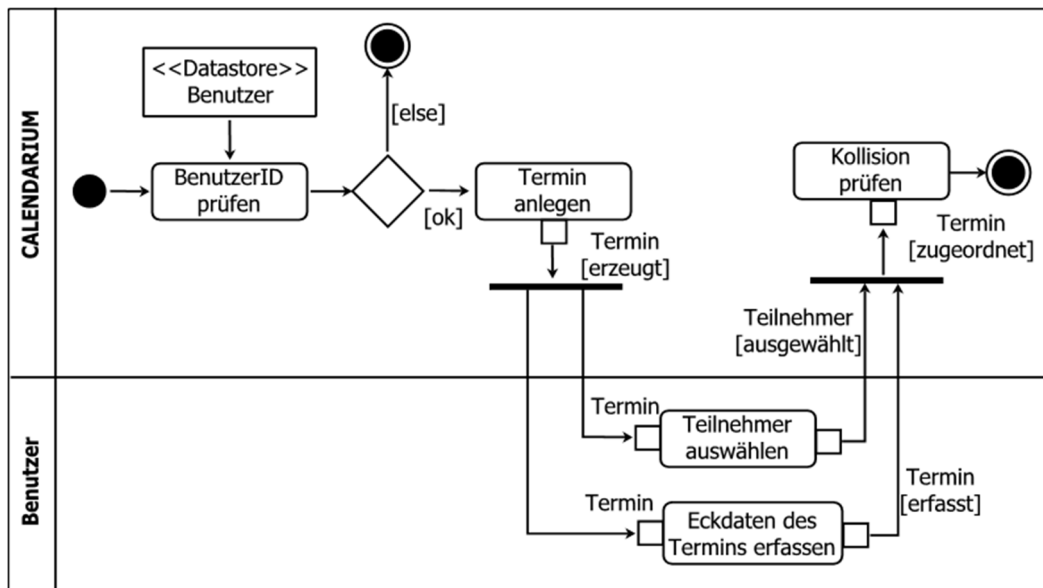 CALENDARIUM
<<Datastore>>
Benutzer
BenutzerID
prüfen
[else]
[ok]
Termin
anlegen
Termin
[erzeugt]
Kollision
prüfen
Termin
[zugeordnet]
Teilnehmer
[ausgewählt]
Benutzer
Termin
Teilnehmer
auswählen
Termin
Eckdaten des
Termins erfassen
Termin
[erfasst]